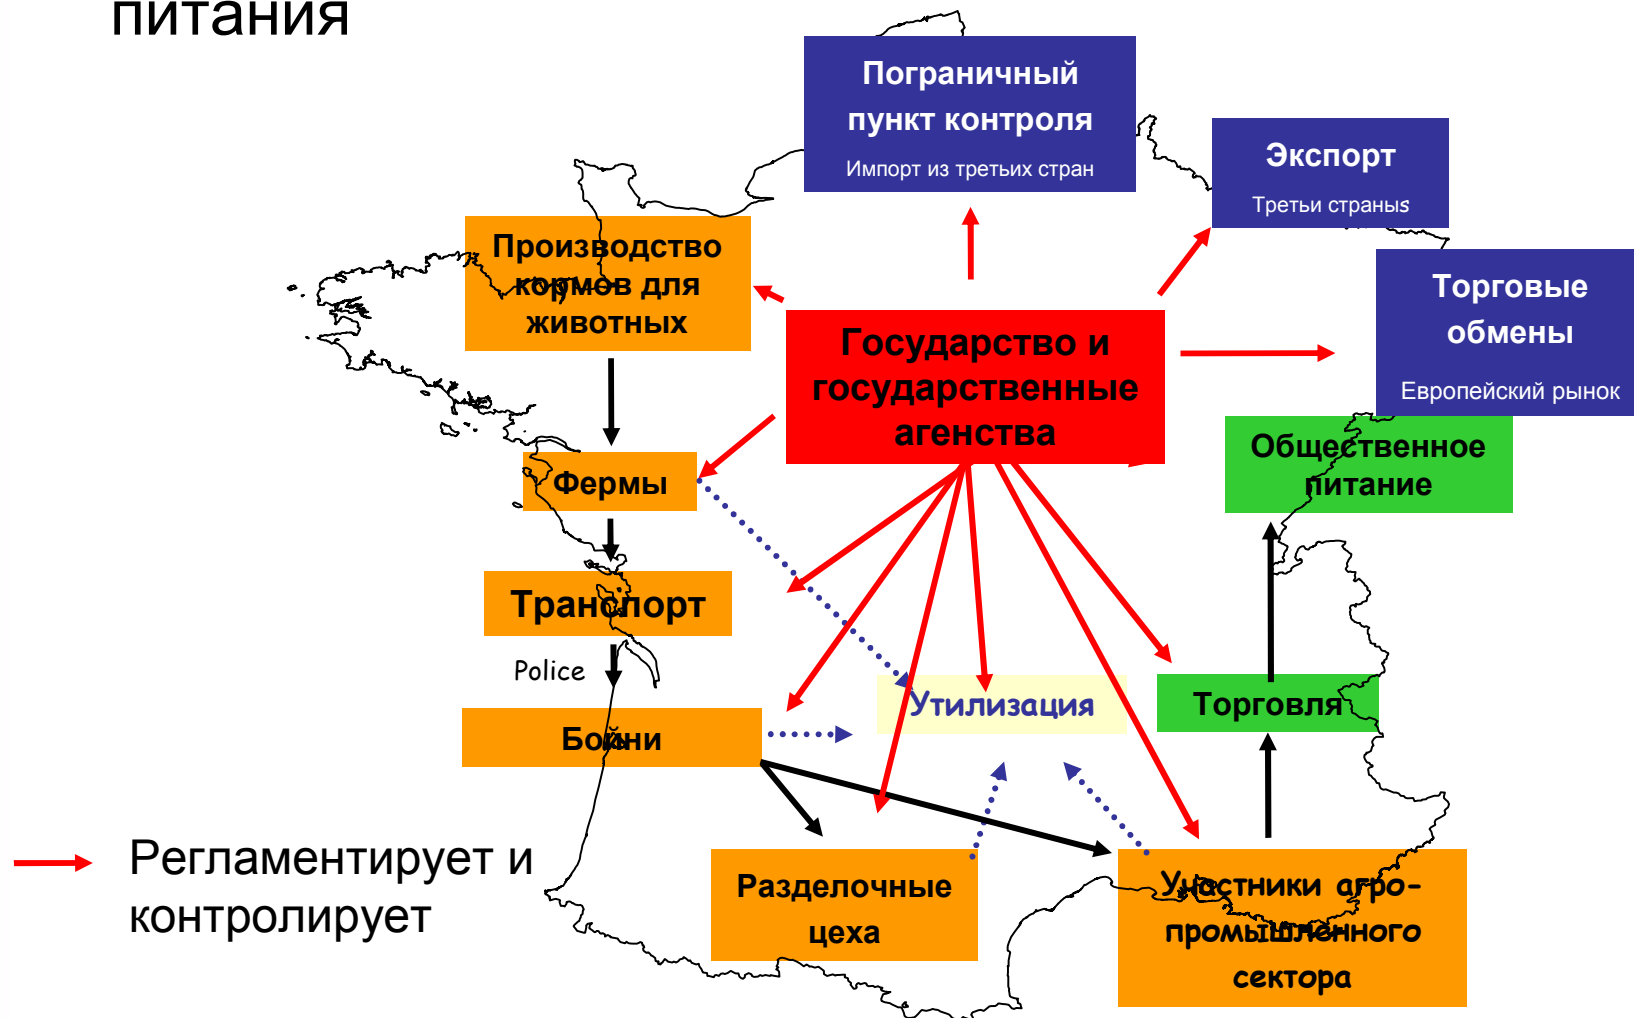 питания
Пограничный
пункт контроля
Импорт из третьих стран
Экспорт
Третьи страныs
Производство
кормов для
животных
Торговые
обмены
Европейский рынок
Государство и
государственные
агенства
Общественное
питание
Фермы
Транспорт
Police
Утилизация
Торговля
Бойни
Регламентирует и
контролирует
Разделочные
цеха
Участники агро-
промышленного
сектора